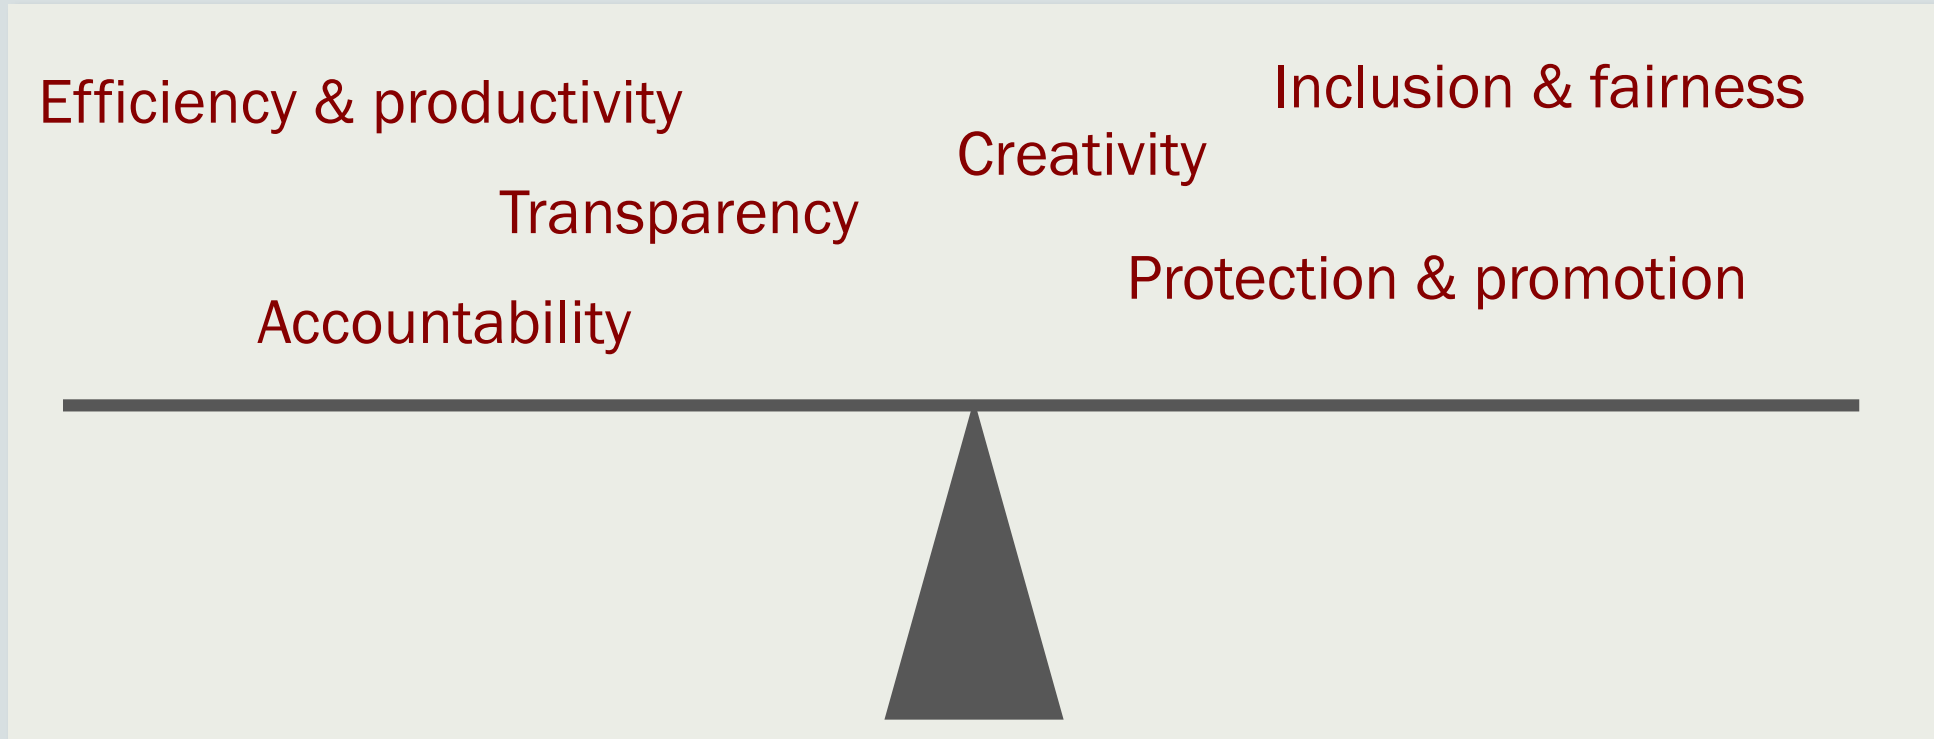 Efficiency & productivity
Inclusion & fairness
Creativity
Transparency
Protection & promotion
Accountability